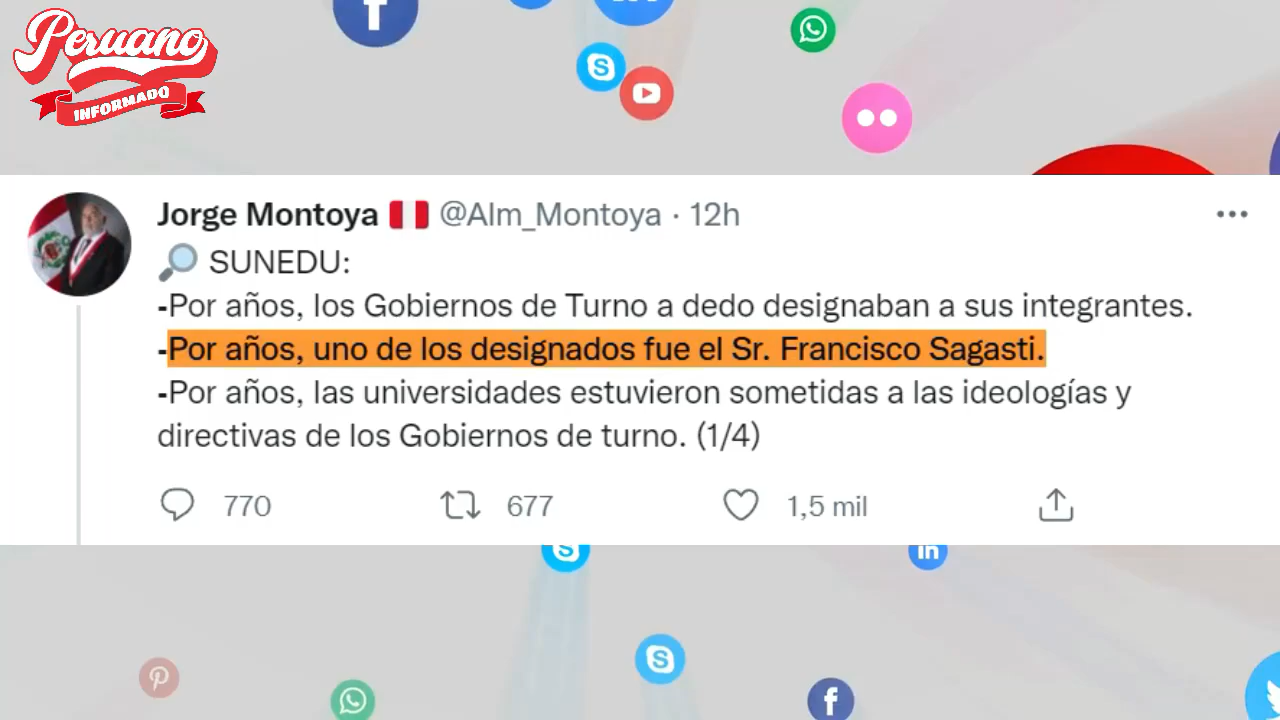 Peruano
INFORMADO
Jorge Montoya 🇵🇪 @Alm_Montoya · 12h
🔎 SUNEDU:
-Por años, los Gobiernos de Turno a dedo designaban a sus integrantes.
-Por años, uno de los designados fue el Sr. Francisco Sagasti.
-Por años, las universidades estuvieron sometidas a las ideologías y
directivas de los Gobiernos de turno. (1/4)
770 677 1,5 mil